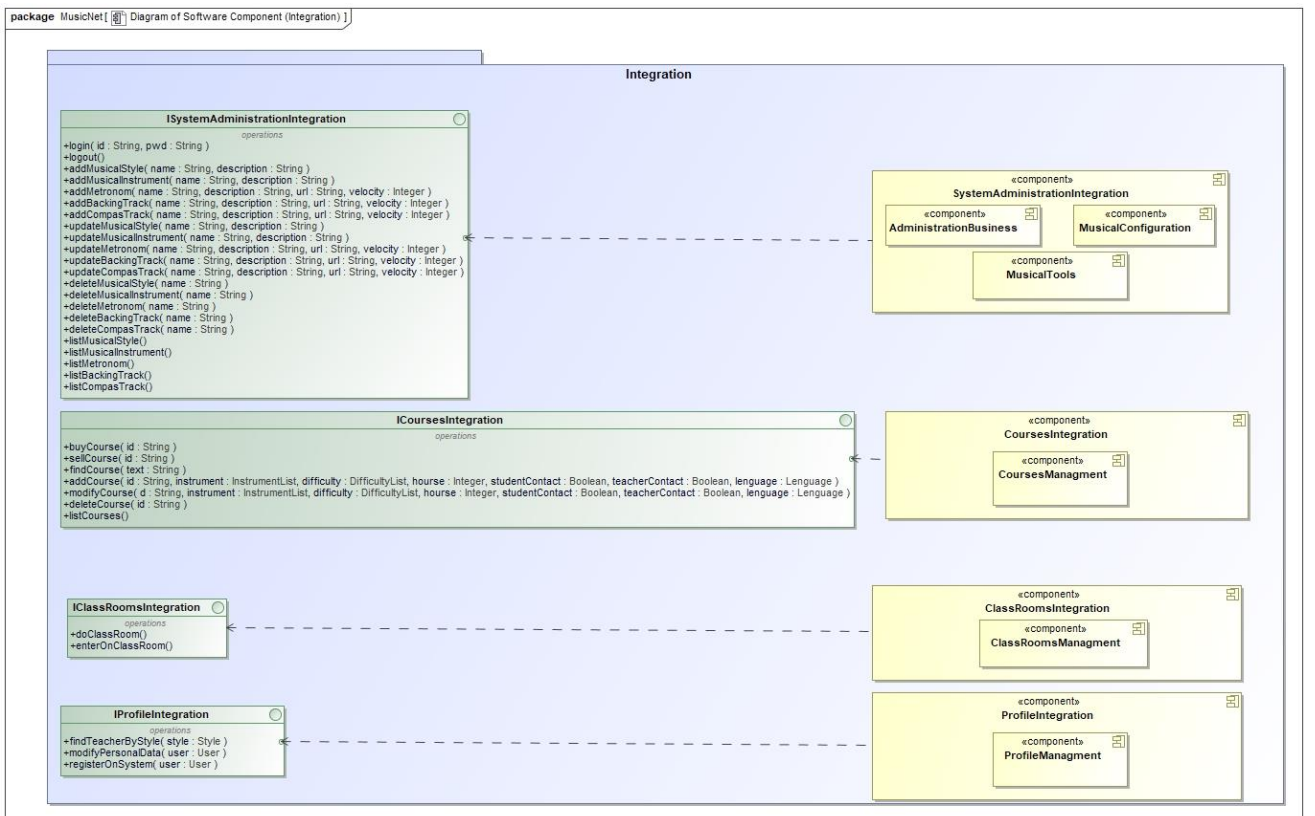 package MusicNet [ Diagram of Software Component (Integration) ]
Integration
ISystemAdministrationIntegration
operations
+login( id : String, pwd : String )
+logout()
+addMusicalStyle( name : String, description : String )
+addMusicalInstrument( name : String, description : String )
+addMetronom( name : String, description : String, url : String, velocity : Integer )
+addBackingTrack( name : String, description : String, url : String, velocity : Integer )
+addCompasTrack( name : String, description : String, url : String, velocity : Integer )
+updateMusicalStyle( name : String, description : String )
+updateMusicalInstrument( name : String, description : String )
+updateMetronom( name : String, description : String, url : String, velocity : Integer )
+updateBackingTrack( name : String, description : String, url : String, velocity : Integer )
+updateCompasTrack( name : String, description : String, url : String, velocity : Integer )
+deleteMusicalStyle( name : String )
+deleteMusicalInstrument( name : String )
+deleteMetronom( name : String )
+deleteBackingTrack( name : String )
+deleteCompasTrack( name : String )
+listMusicalStyle()
+listMusicalInstrument()
+listMetronom()
+listBackingTrack()
+listCompasTrack()
«component»
SystemAdministrationIntegration
«component»
AdministrationBusiness
«component»
MusicalConfiguration
«component»
MusicalTools
ICoursesIntegration
operations
+buyCourse( id : String )
+sellCourse( id : String )
+findCourse( text : String )
+addCourse( id : String, instrument : InstrumentList, difficulty : DifficultyList, hourse : Integer, studentContact : Boolean, teacherContact : Boolean, lenguage : Lenguage )
+modifyCourse( d : String, instrument : InstrumentList, difficulty : DifficultyList, hourse : Integer, studentContact : Boolean, teacherContact : Boolean, lenguage : Lenguage )
+deleteCourse( id : String )
+listCourses()
«component»
CoursesIntegration
«component»
CoursesManagment
IClassRoomsIntegration
operations
+doClassRoom()
+enterOnClassRoom()
«component»
ClassRoomsIntegration
«component»
ClassRoomsManagment
IProfileIntegration
operations
+findTeacherByStyle( style : Style )
+modifyPersonalData( user : User )
+registerOnSystem( user : User )
«component»
ProfileIntegration
«component»
ProfileManagment